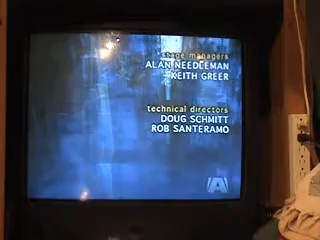 stage managers
ALAN NEEDLEMAN
KEITH GREER
technical directors
DOUG SCHMITT
ROB SANTERAMO